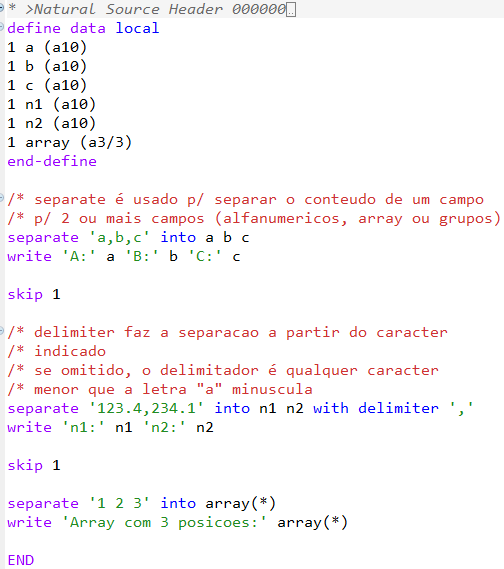 * >Natural Source Header 000000
define data local
1 a (a10)
1 b (a10)
1 c (a10)
1 n1 (a10)
1 n2 (a10)
1 array (a3/3)
end-define
/* separate é usado p/ separar o conteudo de um campo
/* p/ 2 ou mais campos (alfanumericos, array ou grupos)
separate 'a,b,c' into a b c
write 'A:' a 'B:' b 'C:' c
skip 1
/* delimiter faz a separacao a partir do caracter
/* indicado
/* se omitido, o delimitador é qualquer caracter
/* menor que a letra "a" minuscula
separate '123.4,234.1' into n1 n2 with delimiter ','
write 'n1:' n1 'n2:' n2
skip 1
separate '1 2 3' into array(*)
write 'Array com 3 posicoes:' array(*)
END